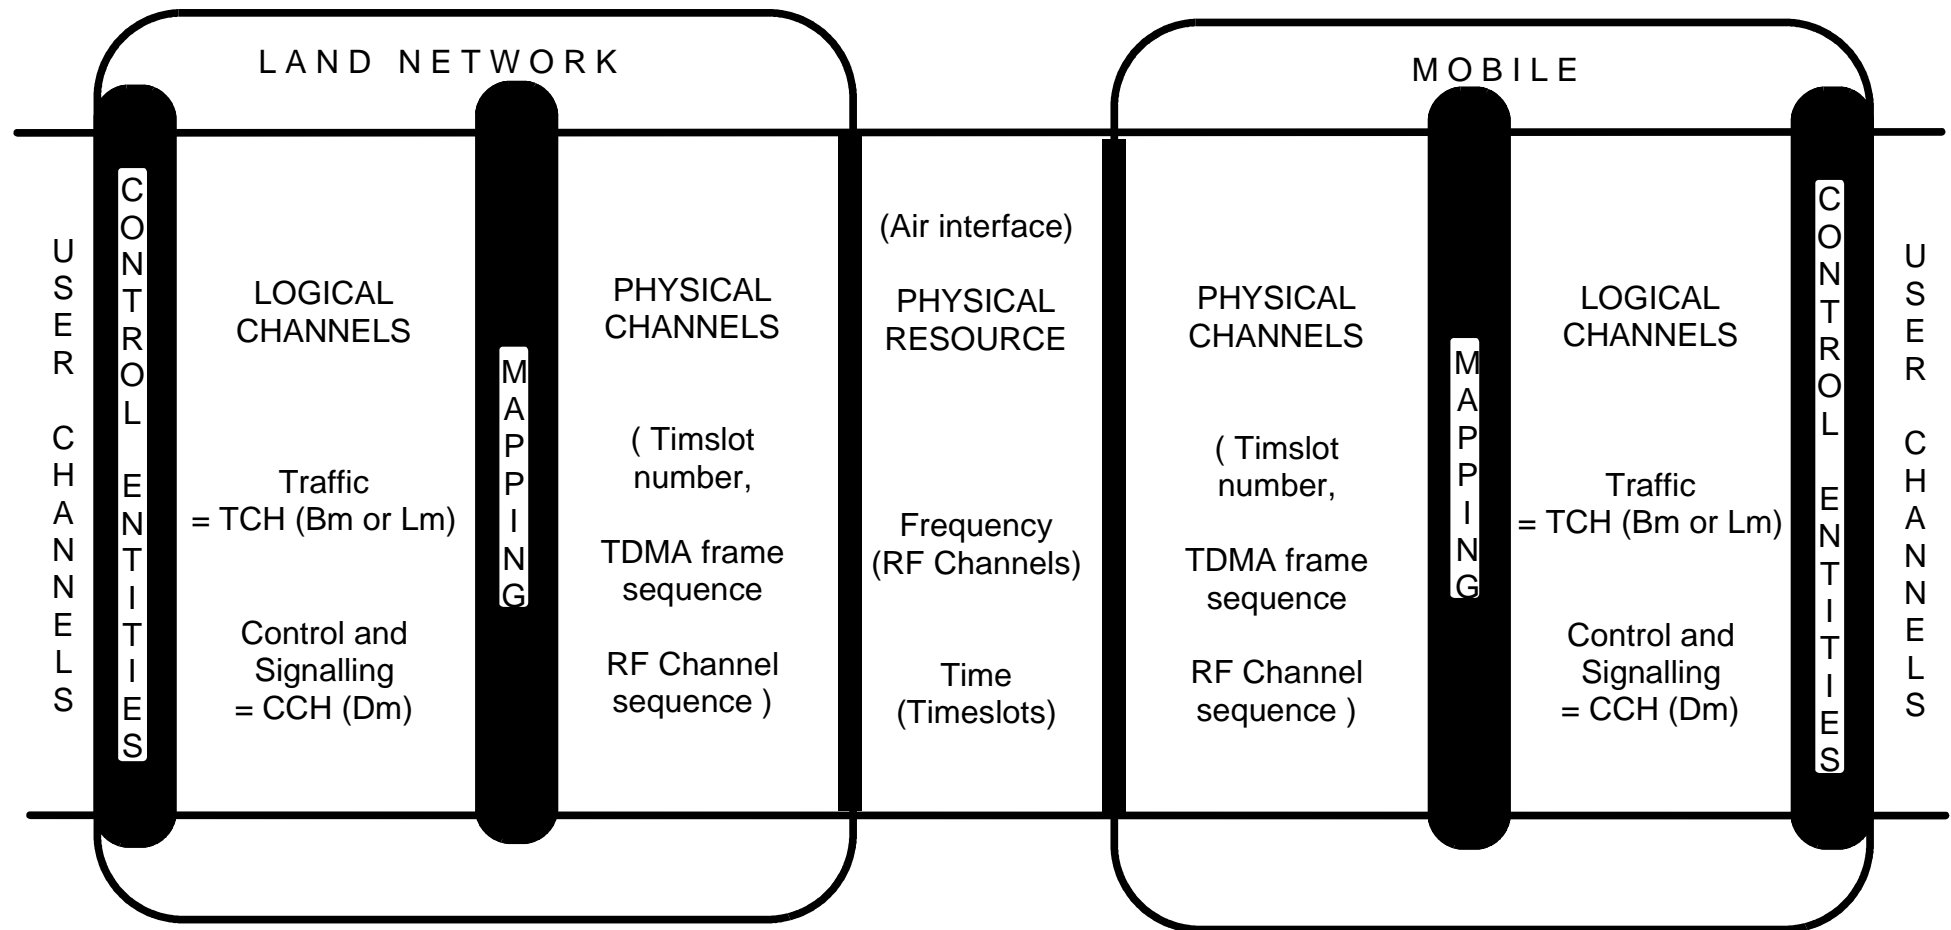 LAND NETWORK
MOBILE
USER CHANNELS
CONTROL ENTITIES
LOGICAL
CHANNELS
Traffic
= TCH (Bm or Lm)
Control and
Signalling
= CCH (Dm)
MAPPING
PHYSICAL
CHANNELS
( Timslot
number,
TDMA frame
sequence
RF Channel
sequence )
(Air interface)
PHYSICAL
RESOURCE
Frequency
(RF Channels)
Time
(Timeslots)
PHYSICAL
CHANNELS
( Timslot
number,
TDMA frame
sequence
RF Channel
sequence )
MAPPING
LOGICAL
CHANNELS
Traffic
= TCH (Bm or Lm)
Control and
Signalling
= CCH (Dm)
CONTROL ENTITIES
USER CHANNELS